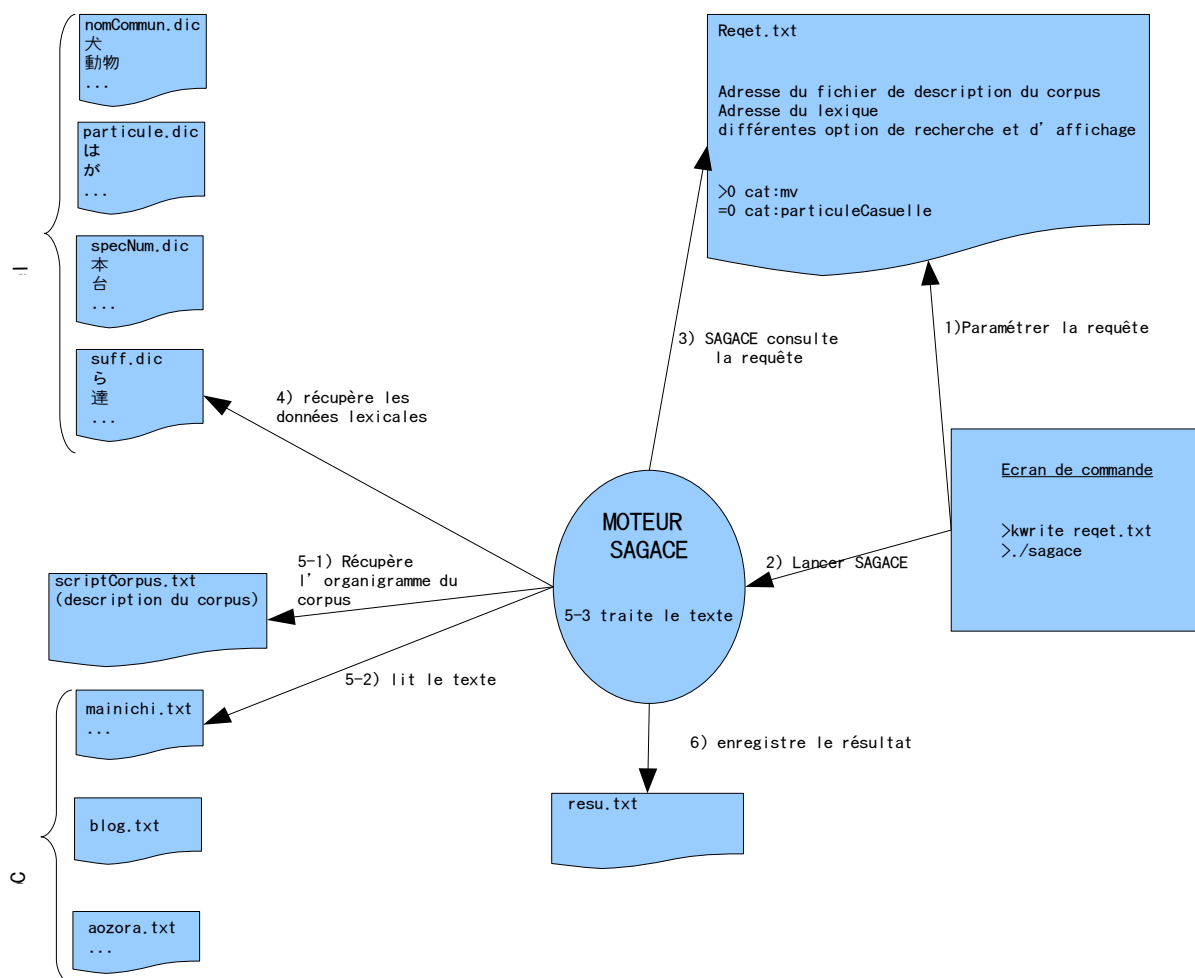 nomCommun.dic
犬
動物
...
particule.dic
は
が
...
specNum.dic
本
台
...
suff.dic
ら
達
...
Reqet.txt
Adresse du fichier de description du corpus
Adresse du lexique
différentes option de recherche et d'affichage
>0 cat:mv
=0 cat:particuleCasuelle
1)Paramétrer la requête
3) SAGACE consulte
la requête
4) récupère les
données lexicales
Ecran de commande
>kwrite reqet.txt
>./sagace
2) Lancer SAGACE
MOTEUR
SAGACE
5-3 traite le texte
5-1) Récupère
l'organigramme du
corpus
scriptCorpus.txt
(description du corpus)
5-2) lit le texte
mainichi.txt
...
blog.txt
aozora.txt
...
6) enregistre le résultat
resu.txt